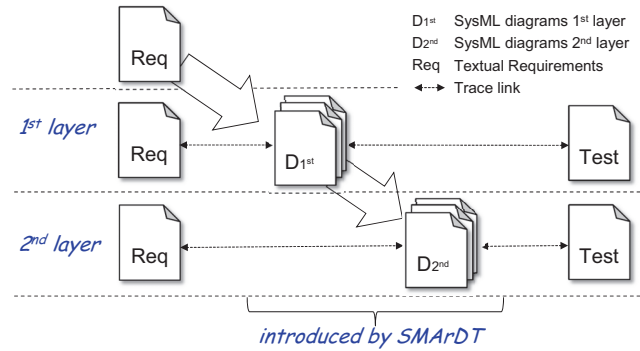 D1st SysML diagrams 1st layer
D2nd SysML diagrams 2nd layer
Req Textual Requirements
Trace link
Req
1st layer
Req
D1st
Test
2nd layer
Req
D2nd
Test
introduced by SMArDT